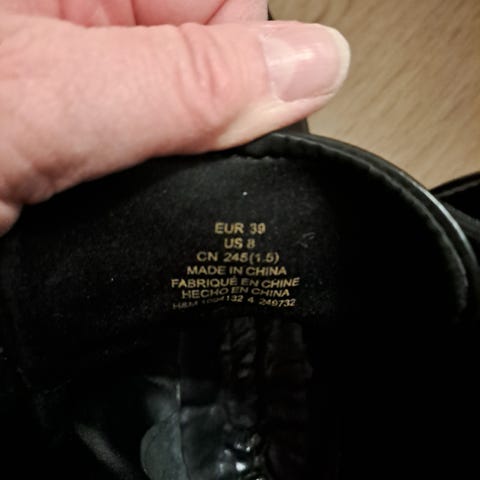 EUR 39
US 8
CN 245(1.5)
MADE IN CHINA
FABRIQUÉ EN CHINE
HECHO EN CHINA
H&M 1004132 4 249732